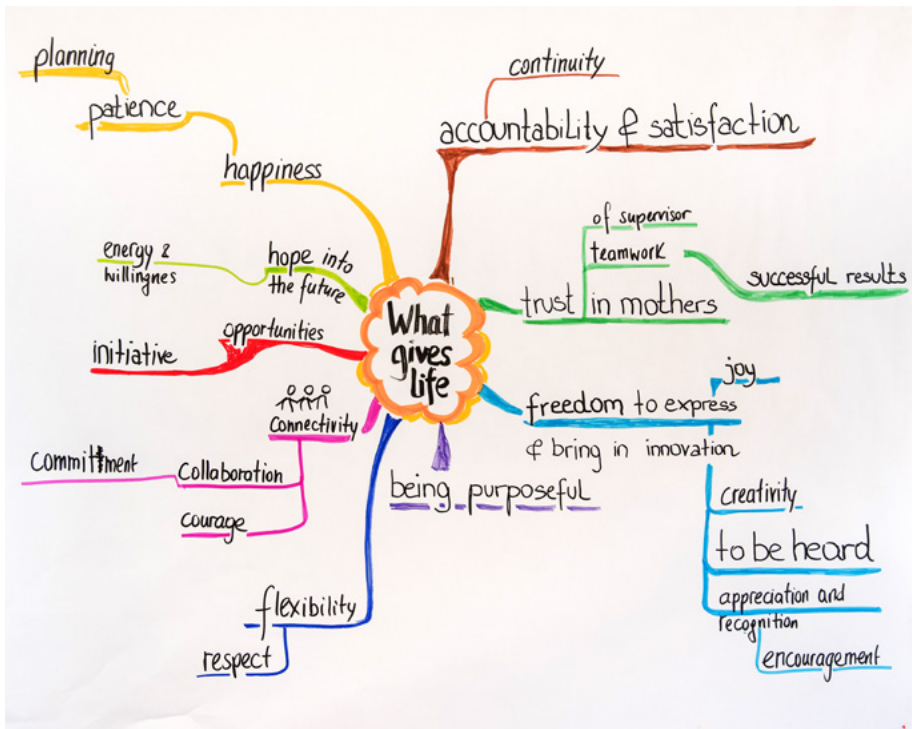 What
gives
life
accountability & satisfaction
continuity
trust in mothers
of supervisor
teamwork
successful results
freedom to express
& bring in innovation
joy
creativity
to be heard
appreciation and
recognition
encouragement
being purposeful
flexibility
respect
connectivity
collaboration
commitment
courage
opportunities
initiative
hope into
the future
energy &
willingnes
happiness
patience
planning